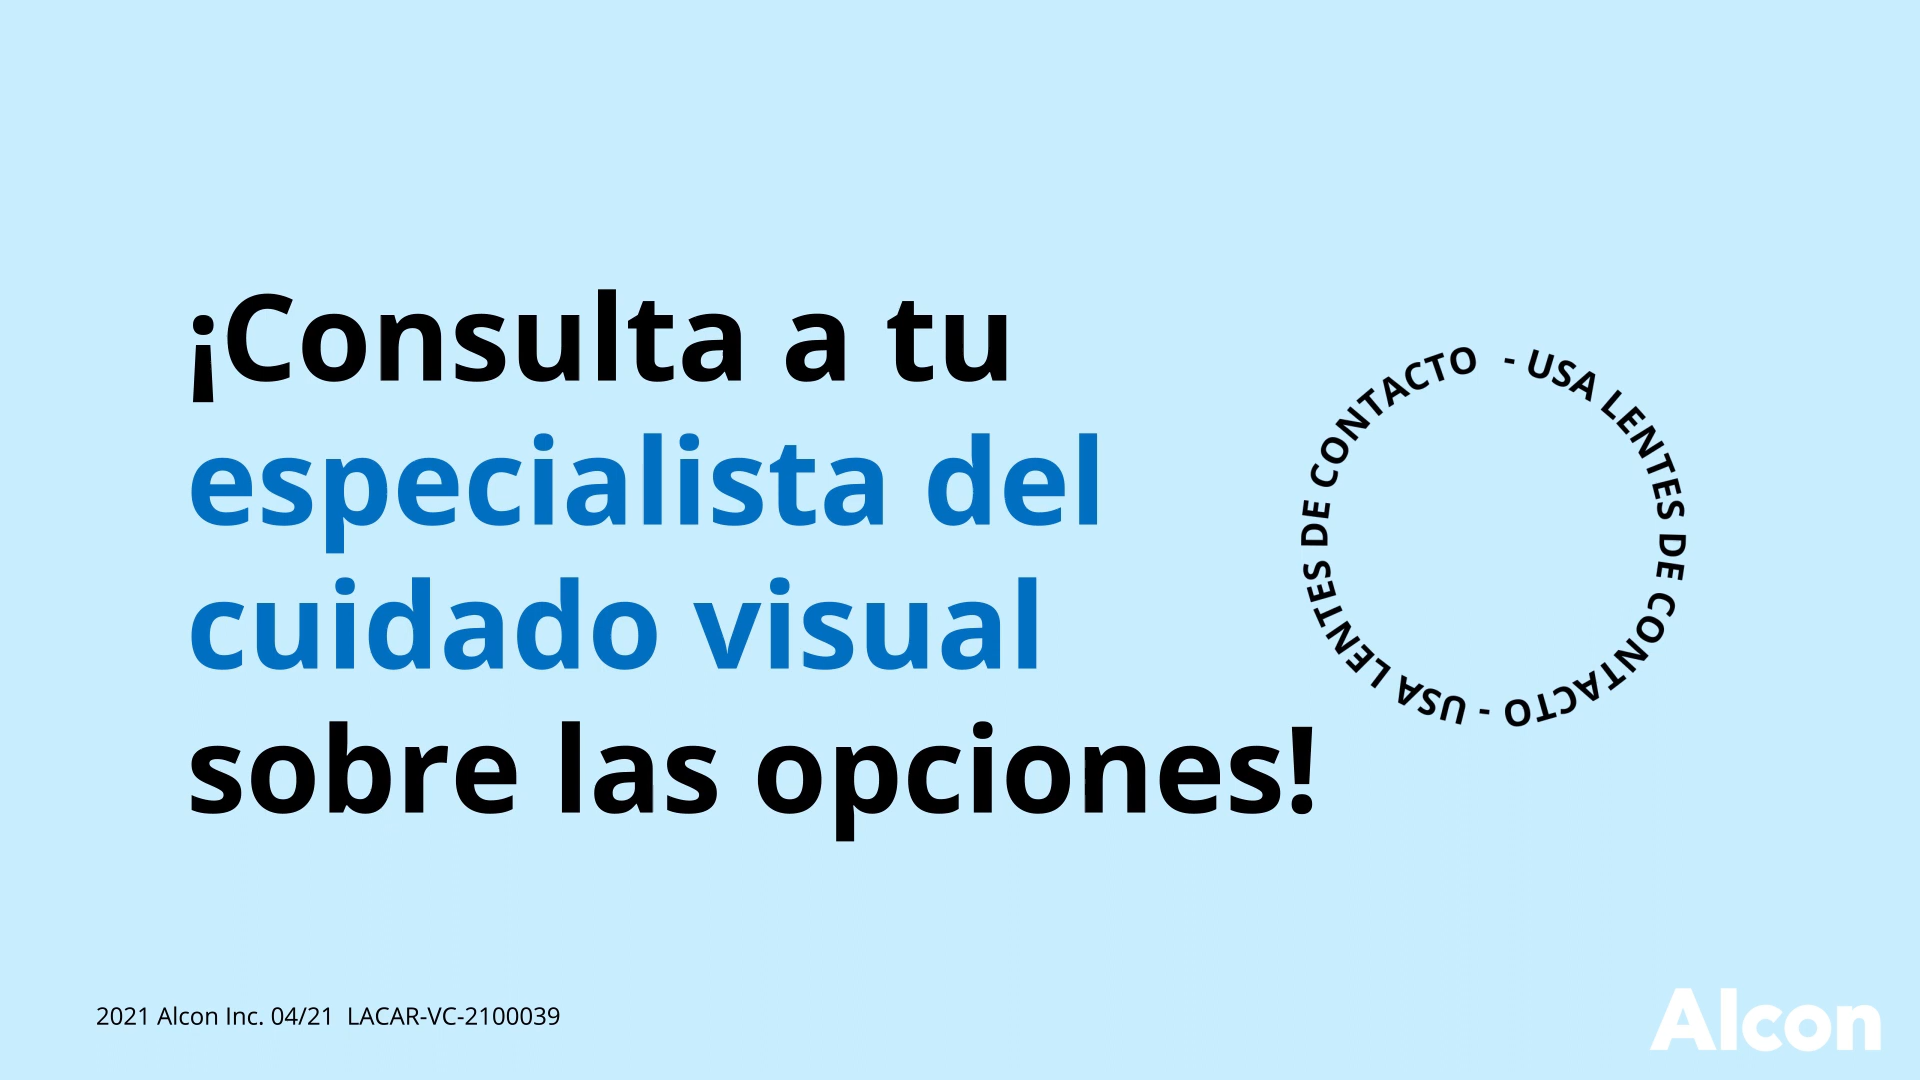 ¡Consulta a tu
especialista del
cuidado visual
sobre las opciones!
- USA LENTES DE CONTACTO - USA LENTES DE CONTACTO
2021 Alcon Inc. 04/21  LACAR-VC-2100039
Alcon